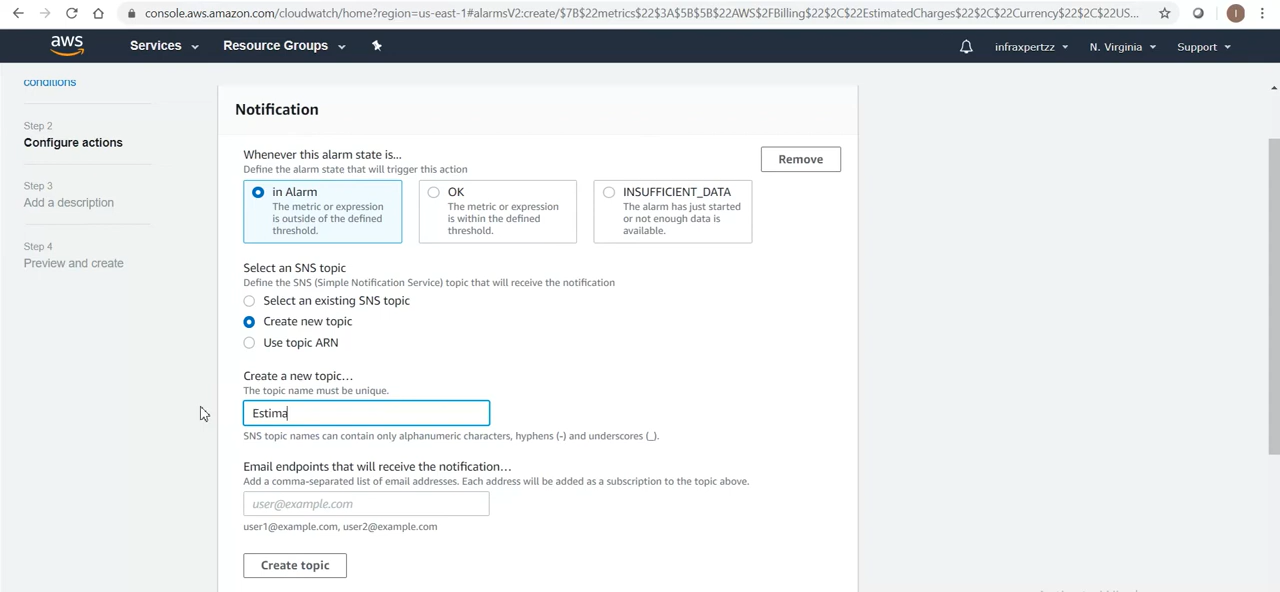 console.aws.amazon.com/cloudwatch/home?region=us-east-1#alarmsV2:create/$7B$22metrics$22$3A$5B$5B$22AWS$2FBilling$22$2C$22EstimatedCharges$22$2C$22Currency$22$2C$22US...
aws
Services
Resource Groups
infraxpertzz
N. Virginia
Support
conditions
Step 2
Configure actions
Step 3
Add a description
Step 4
Preview and create
Notification
Whenever this alarm state is...
Define the alarm state that will trigger this action
Remove
in Alarm
The metric or expression
is outside of the defined
threshold.
OK
The metric or expression
is within the defined
threshold.
INSUFFICIENT_DATA
The alarm has just started
or not enough data is
available.
Select an SNS topic
Define the SNS (Simple Notification Service) topic that will receive the notification
Select an existing SNS topic
Create new topic
Use topic ARN
Create a new topic...
The topic name must be unique.
Estima
SNS topic names can contain only alphanumeric characters, hyphens (-) and underscores (_).
Email endpoints that will receive the notification...
Add a comma-separated list of email addresses. Each address will be added as a subscription to the topic above.
user@example.com
user1@example.com, user2@example.com
Create topic